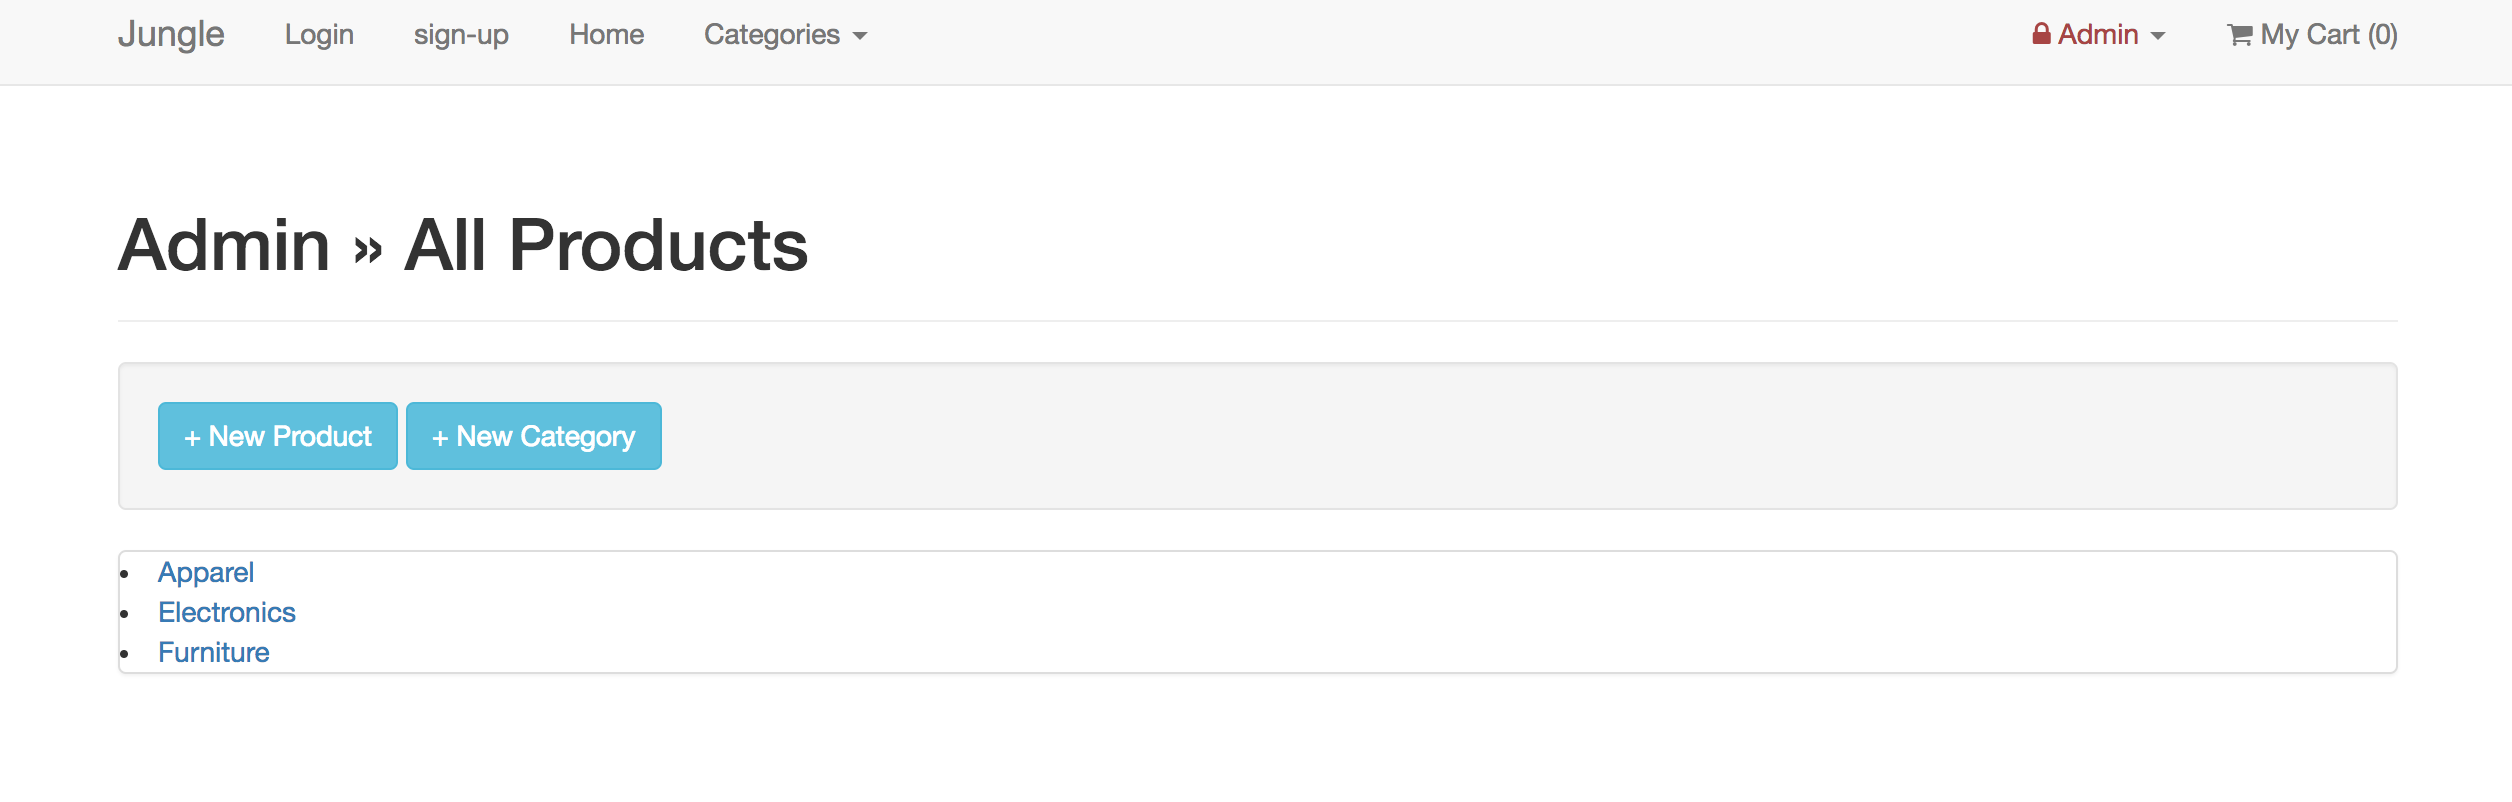 Jungle Login sign-up Home Categories Admin My Cart (0)
Admin » All Products
+ New Product + New Category
Apparel
Electronics
Furniture